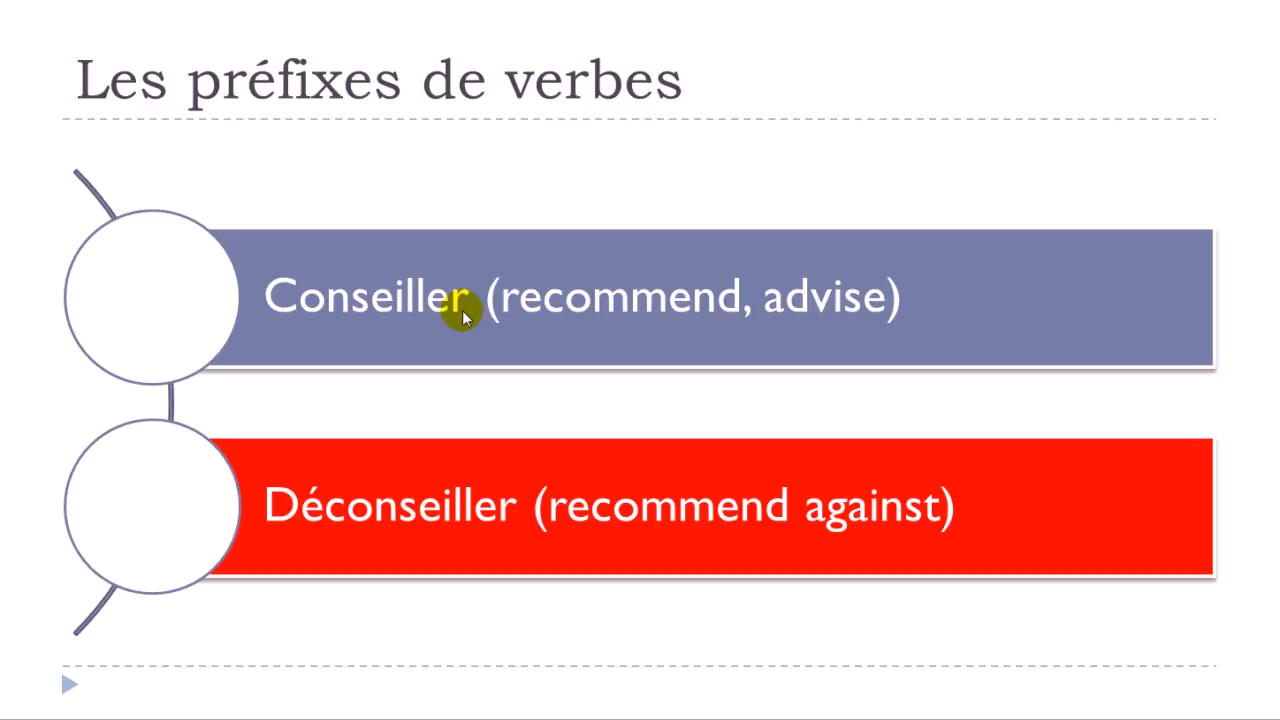 Les préfixes de verbes
Conseiller (recommend, advise)
Déconseiller (recommend against)